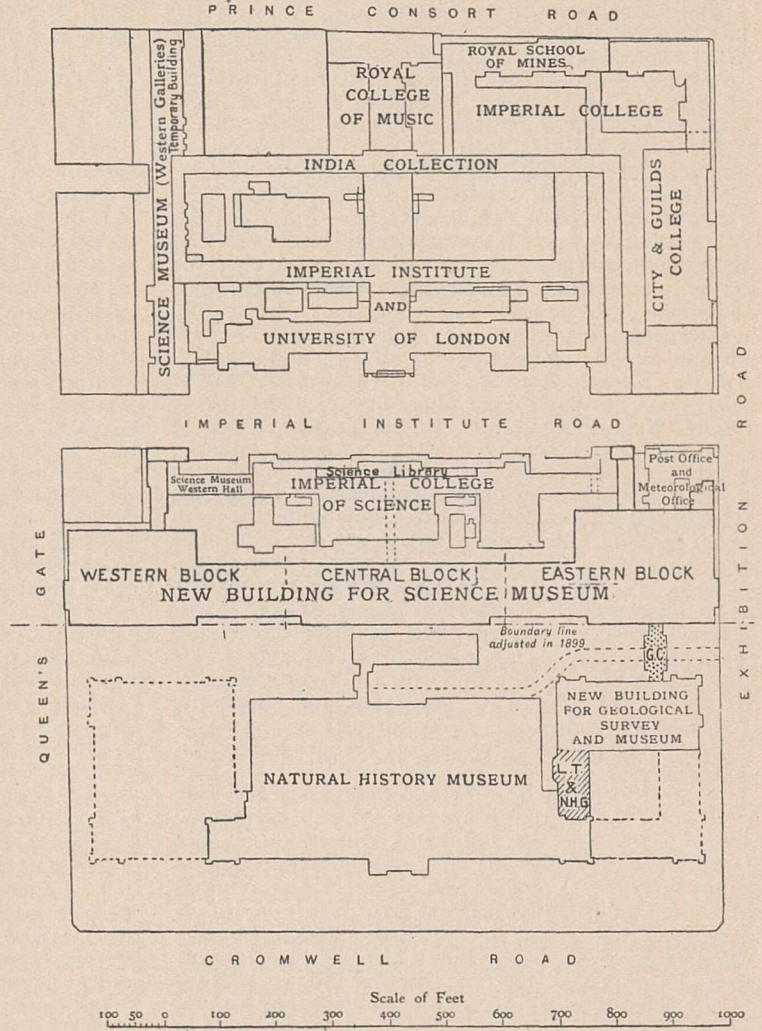 PRINCE CONSORT ROAD
SCIENCE MUSEUM (Western Galleries)
Temporary Building
ROYAL
COLLEGE
OF MUSIC
ROYAL SCHOOL
OF MINES
IMPERIAL COLLEGE
INDIA COLLECTION
CITY & GUILDS
COLLEGE
IMPERIAL INSTITUTE
AND
UNIVERSITY OF LONDON
IMPERIAL INSTITUTE ROAD
EXHIBITION ROAD
QUEEN'S GATE
Science Museum
Western Hall
Science Library
IMPERIAL COLLEGE
OF SCIENCE
Post Office
and
Meteorological
Office
WESTERN BLOCK
CENTRAL BLOCK
EASTERN BLOCK
NEW BUILDING FOR SCIENCE MUSEUM
Boundary line
adjusted in 1899
G.C.
NEW BUILDING
FOR GEOLOGICAL
SURVEY
AND MUSEUM
NATURAL HISTORY MUSEUM
L.T
&
N.H.G
CROMWELL ROAD
Scale of Feet
100 50 0 100 200 300 400 500 600 700 800 900 1000